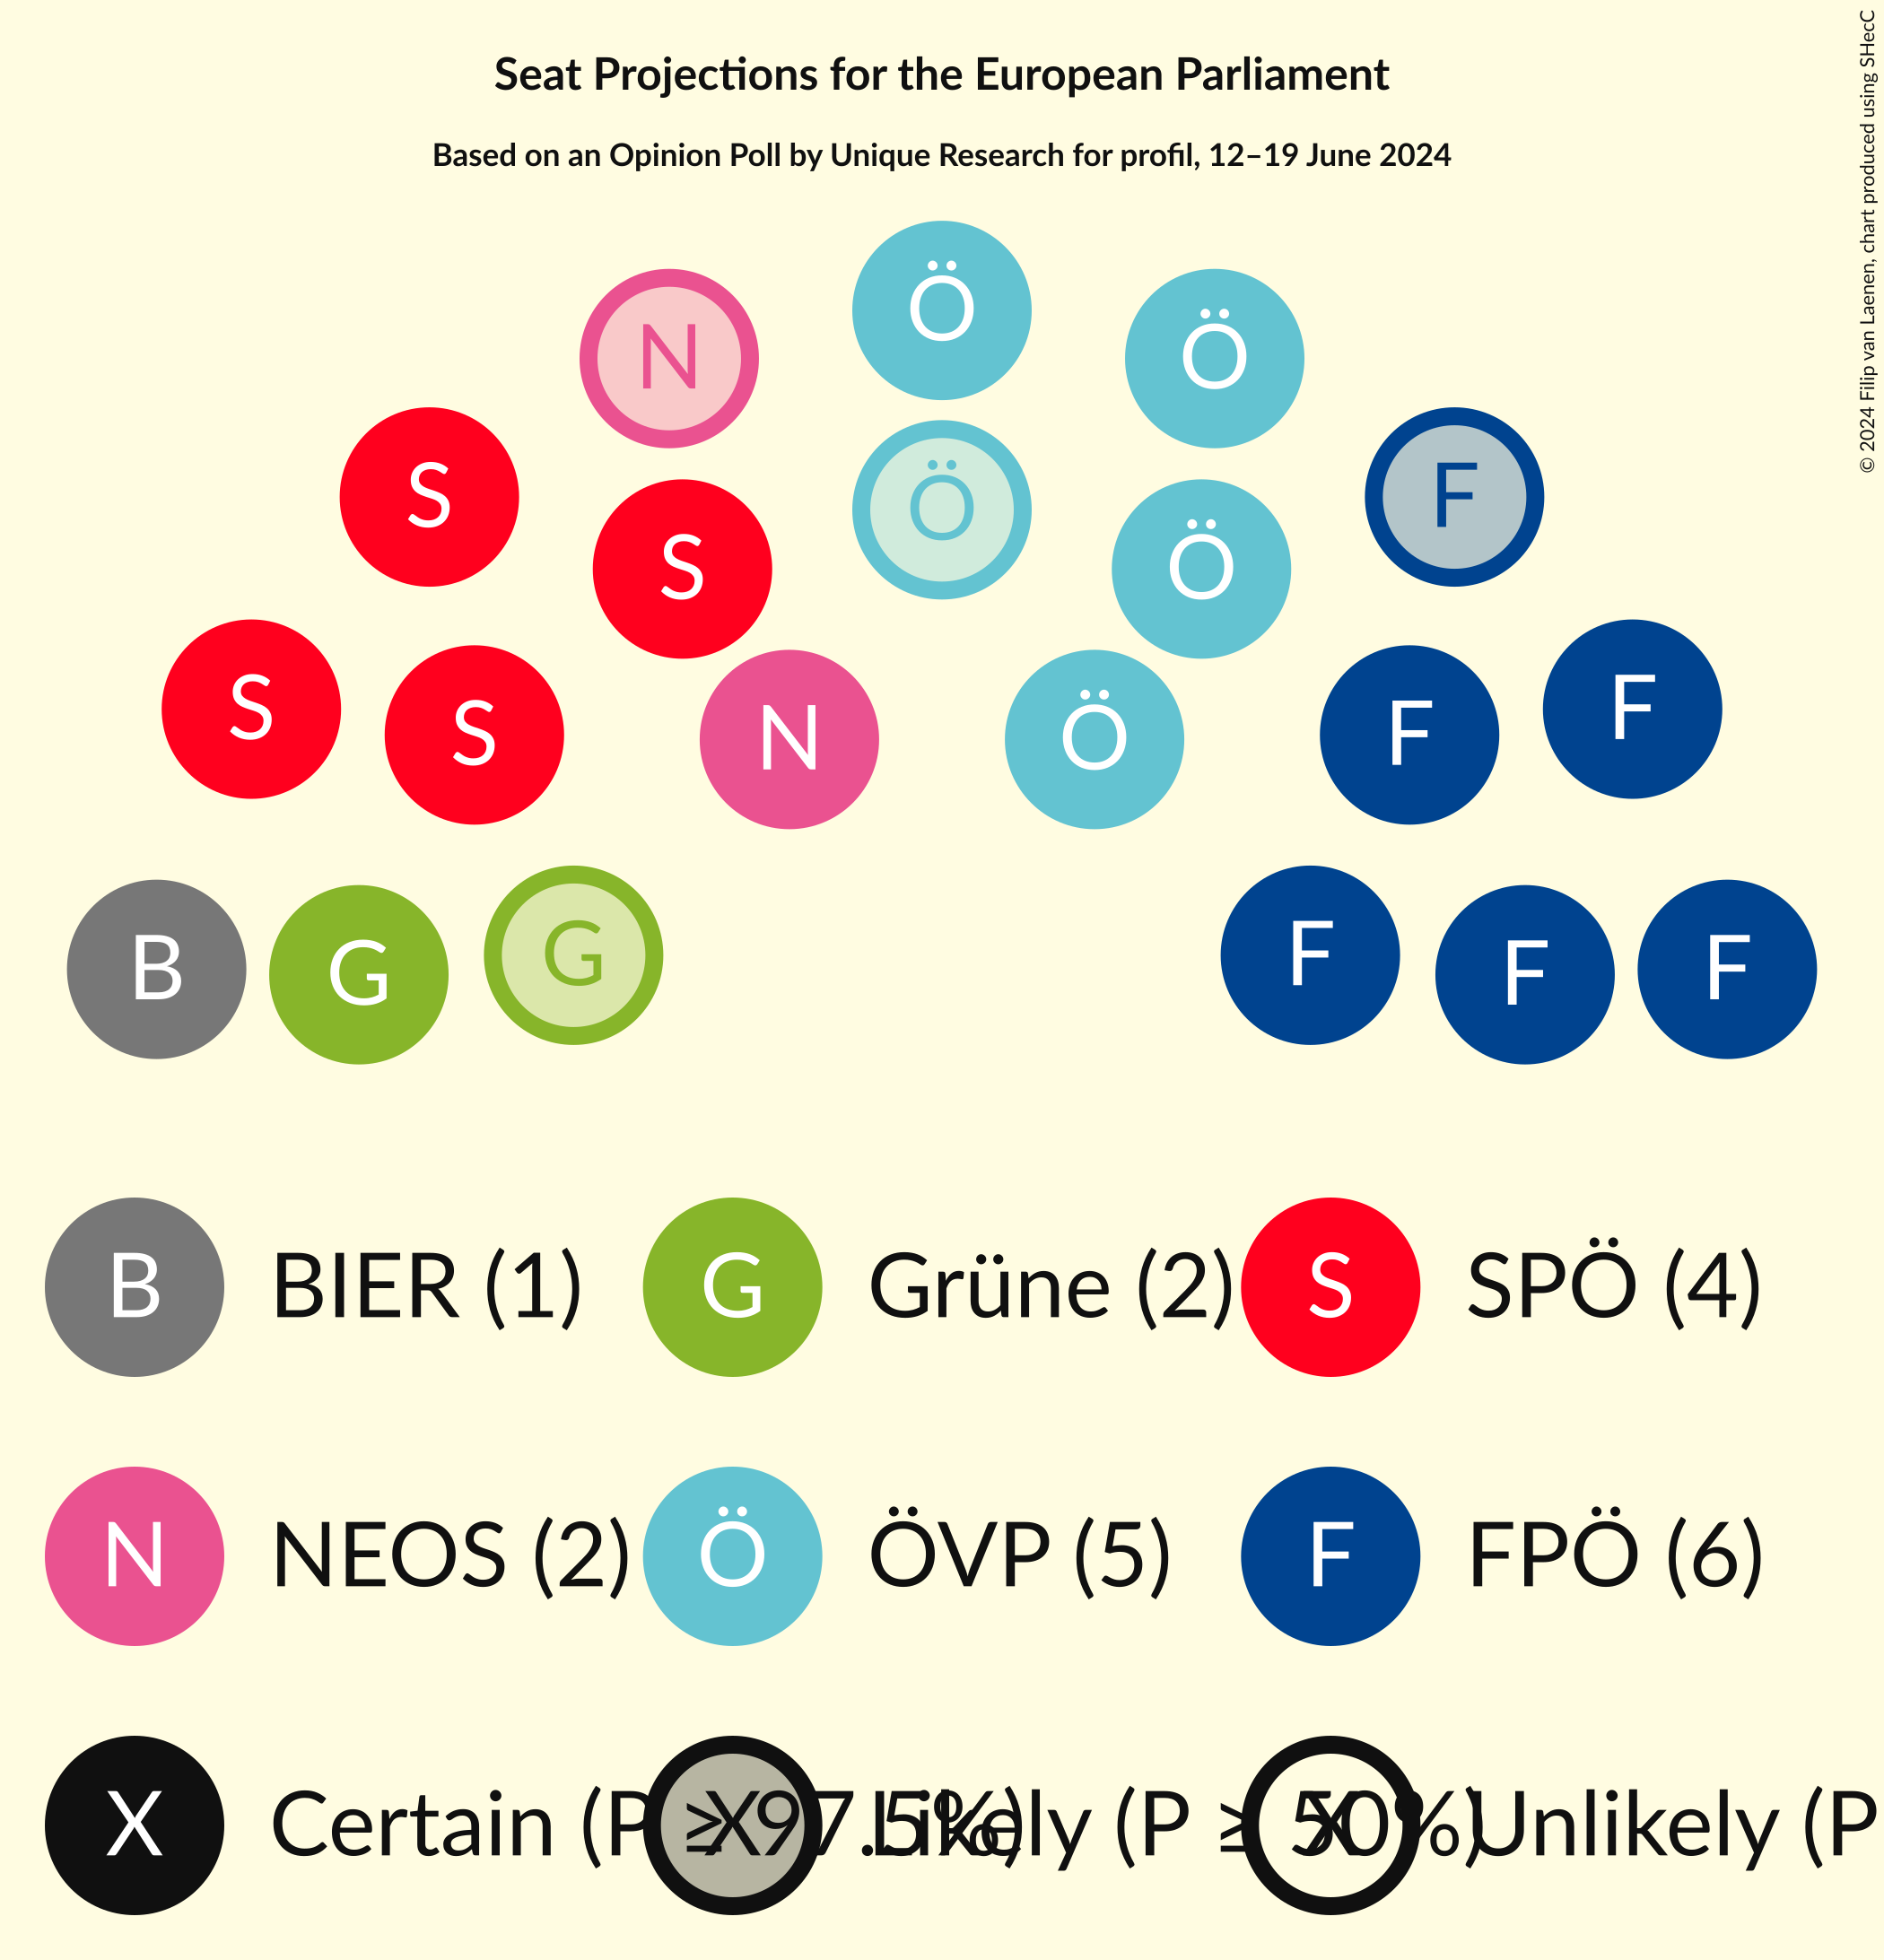 Seat Projections for the European Parliament
Based on an Opinion Poll by Unique Research for profil, 12–19 June 2024
© 2024 Filip van Laenen, chart produced using SHecC
Ö
N Ö
S Ö F
S Ö
S S N Ö F F
B G G F F F
B BIER (1) G Grüne (2) S SPÖ (4)
N NEOS (2) Ö ÖVP (5) F FPÖ (6)
X Certain (P ≥ 97.5%) X Likely (P ≥ 50%) X Unlikely (P